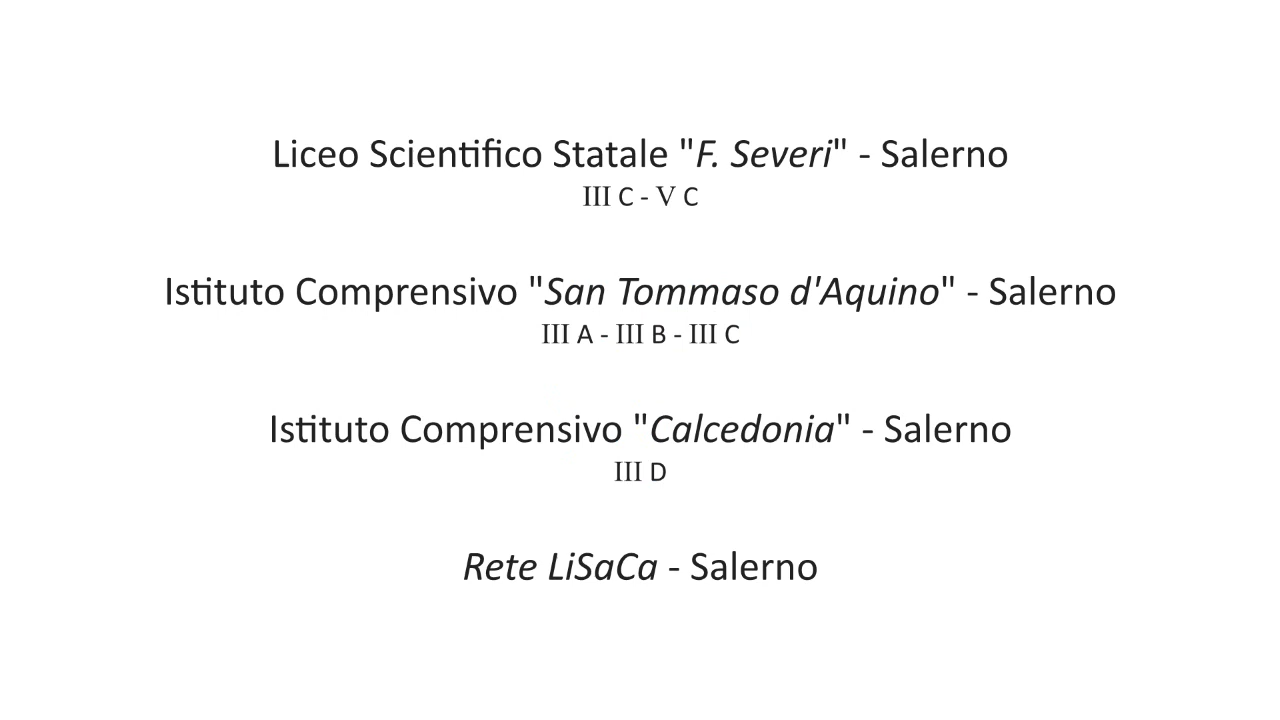 Liceo Scientifico Statale "F. Severi" - Salerno
III C - V C
Istituto Comprensivo "San Tommaso d'Aquino" - Salerno
III A - III B - III C
Istituto Comprensivo "Calcedonia" - Salerno
III D
Rete LiSaCa - Salerno